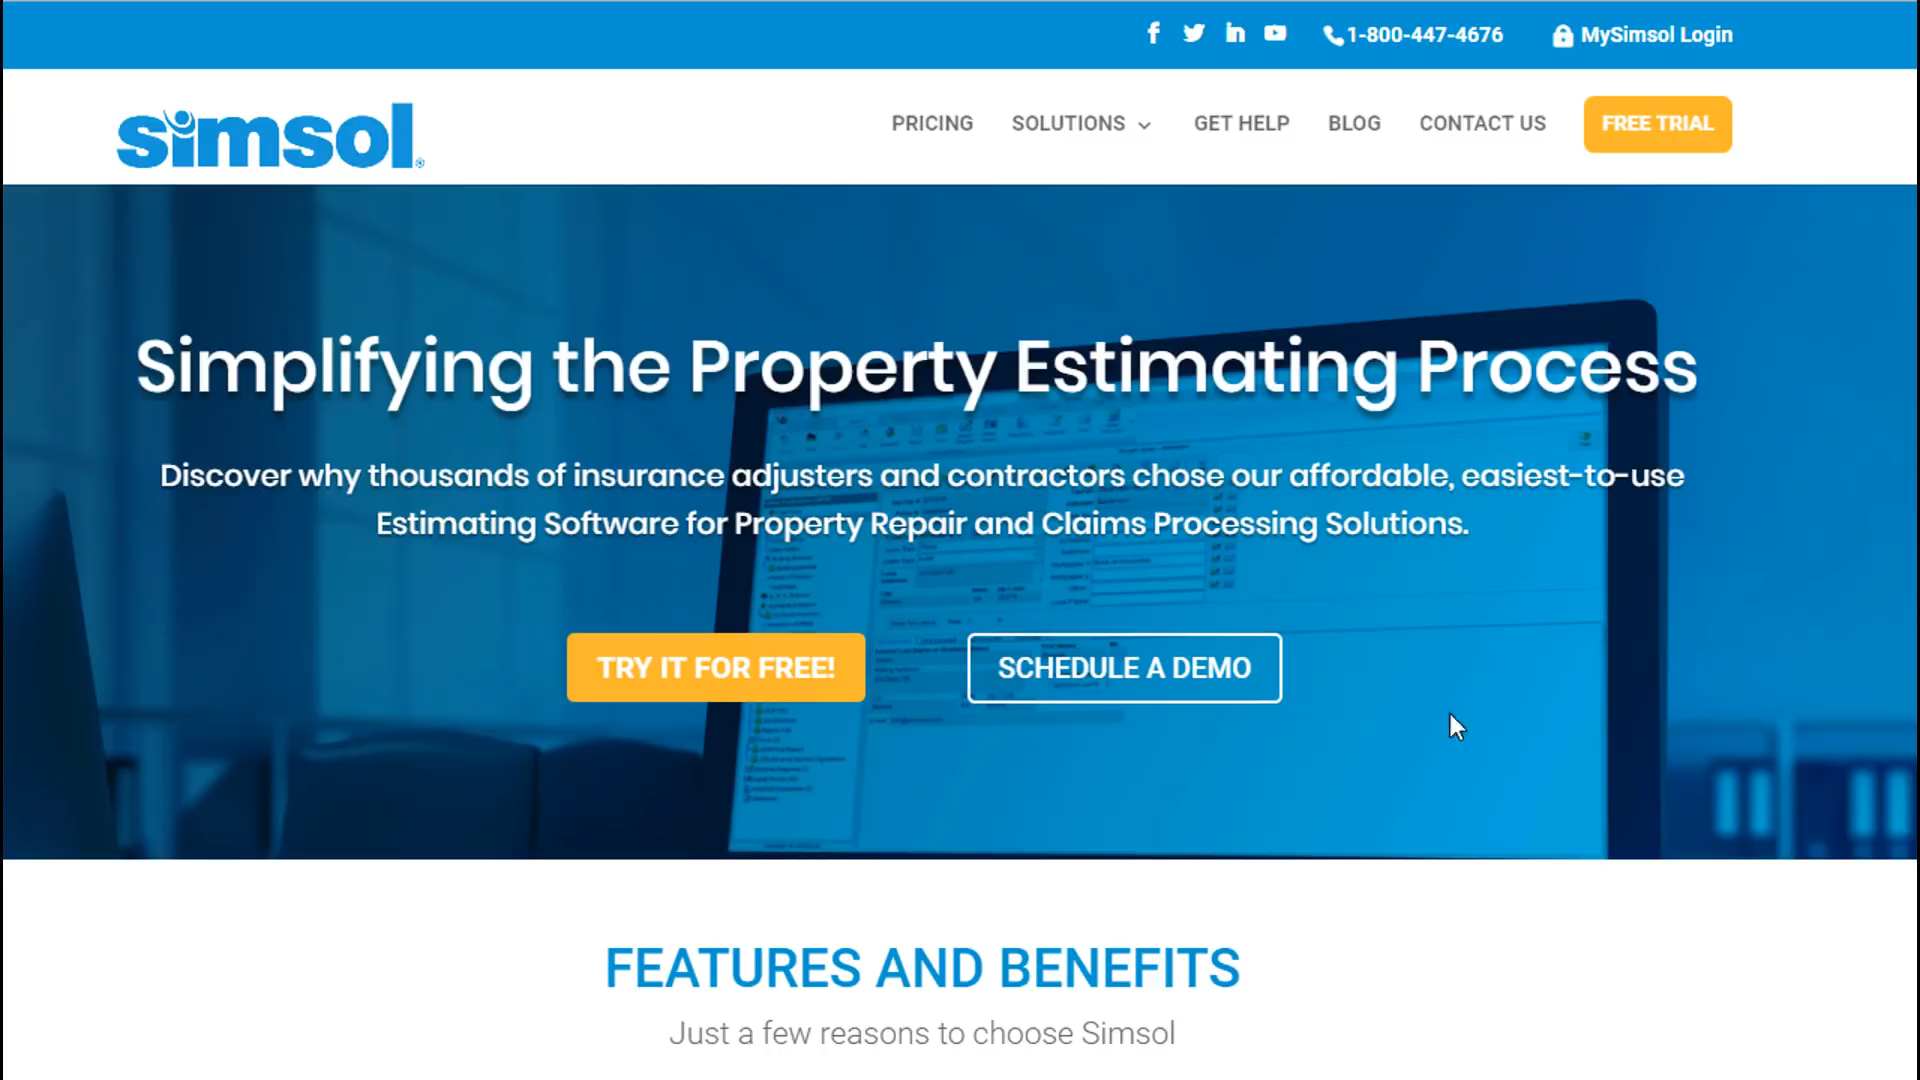 1-800-447-4676
MySimsol Login
simsol®
PRICING
SOLUTIONS
GET HELP
BLOG
CONTACT US
FREE TRIAL
Simplifying the Property Estimating Process
Discover why thousands of insurance adjusters and contractors chose our affordable, easiest-to-use
Estimating Software for Property Repair and Claims Processing Solutions.
TRY IT FOR FREE!
SCHEDULE A DEMO
FEATURES AND BENEFITS
Just a few reasons to choose Simsol